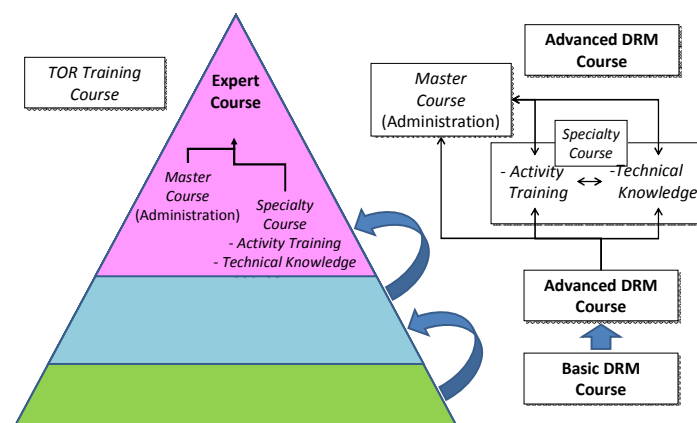 TOR Training
Course
Expert
Course
Master
Course
(Administration)
Specialty
Course
- Activity Training
- Technical Knowledge
Advanced DRM
Course
Master
Course
(Administration)
Specialty
Course
- Activity
Training
-Technical
Knowledge
Advanced DRM
Course
Basic DRM
Course